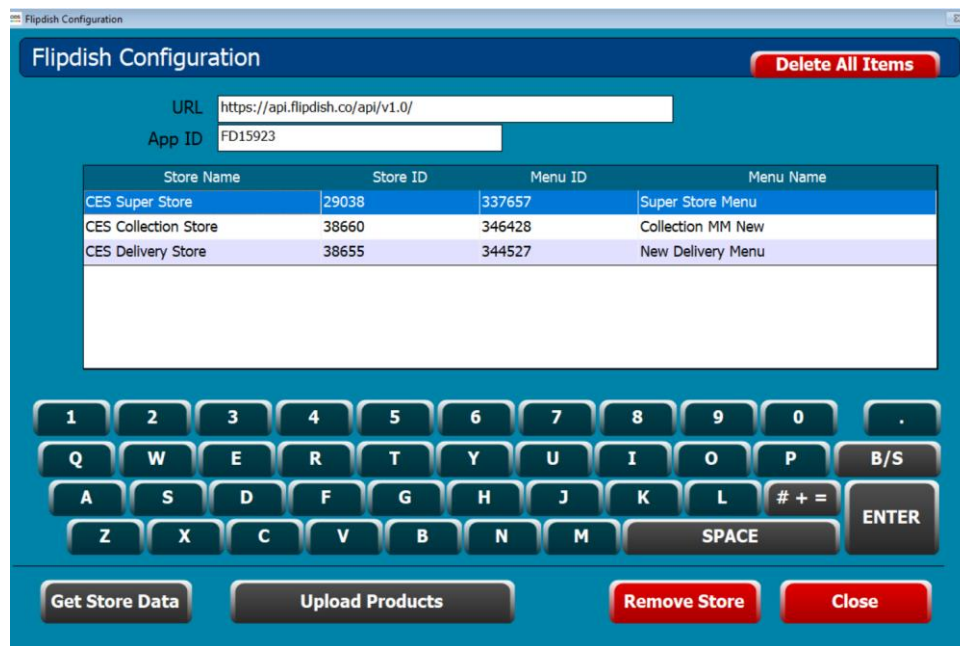 Flipdish Configuration
Flipdish Configuration
Delete All Items
URL https://api.flipdish.co/api/v1.0/
App ID FD15923
Store Name Store ID Menu ID Menu Name
CES Super Store 29038 337657 Super Store Menu
CES Collection Store 38660 346428 Collection MM New
CES Delivery Store 38655 344527 New Delivery Menu
1 2 3 4 5 6 7 8 9 0 .
Q W E R T Y U I O P B/S
A S D F G H J K L # + =
ENTER
Z X C V B N M SPACE
Get Store Data Upload Products Remove Store Close